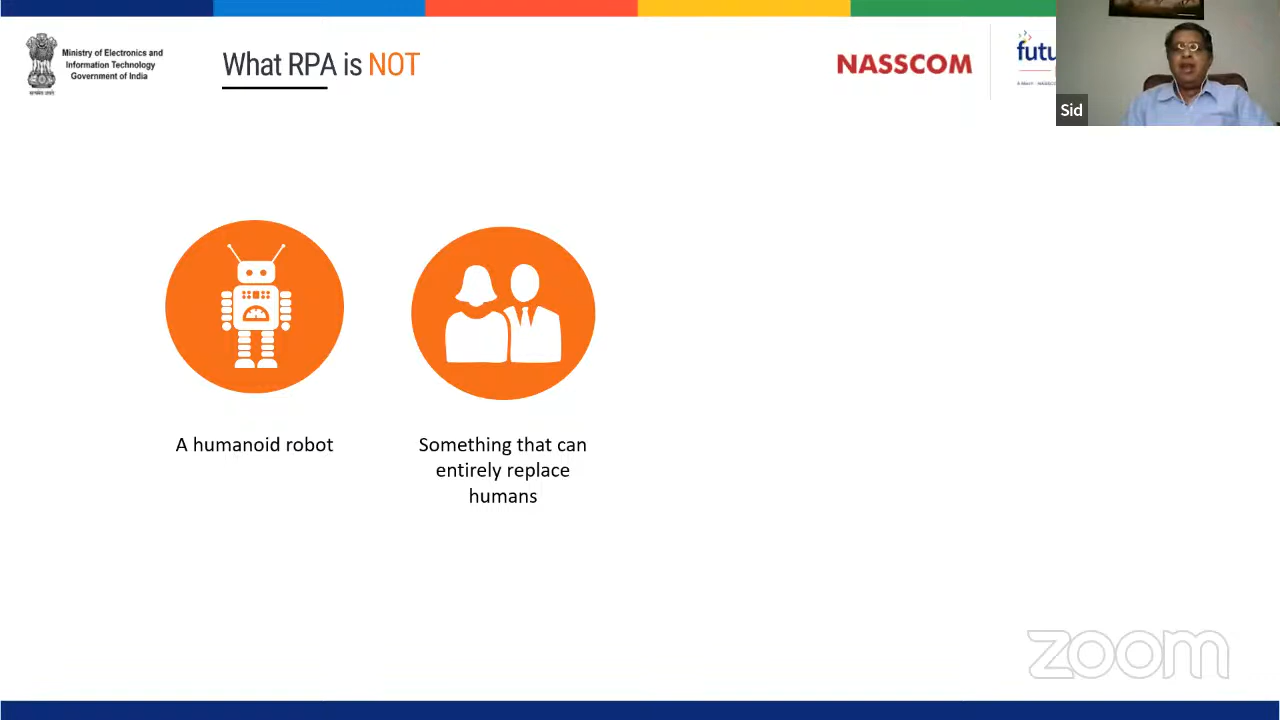 Ministry of Electronics and
Information Technology
Government of India
What RPA is NOT
NASSCOM
futu
Sid
A humanoid robot
Something that can
entirely replace
humans
zoom